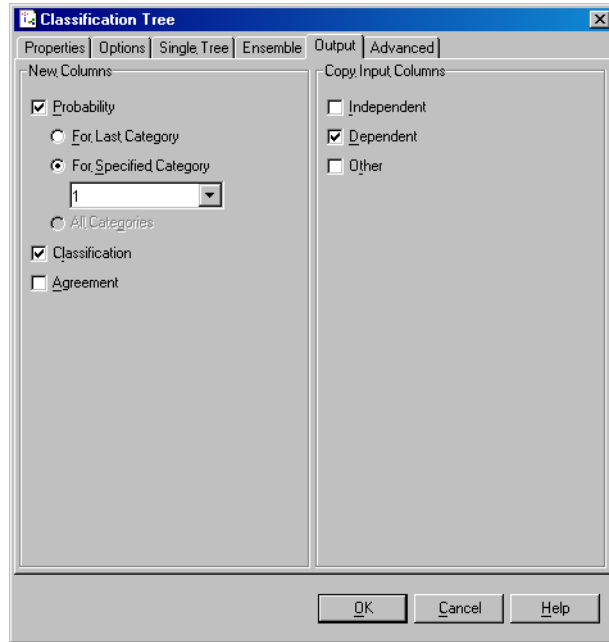 Classification Tree
Properties Options Single Tree Ensemble Output Advanced
New Columns
Probability
For Last Category
For Specified Category
1
All Categories
Classification
Agreement
Copy Input Columns
Independent
Dependent
Other
OK Cancel Help